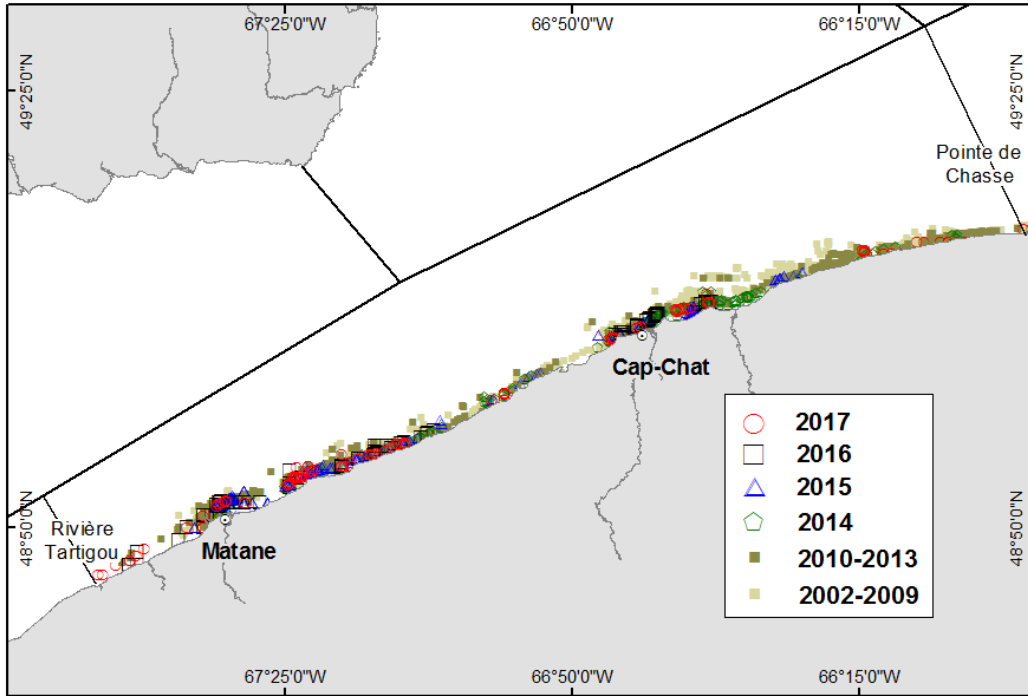 67°25'0"W
66°50'0"W
66°15'0"W
49°25'0"N
49°25'0"N
Pointe de
Chasse
Cap-Chat
2017
2016
2015
2014
2010-2013
2002-2009
48°50'0"N
48°50'0"N
Rivière
Tartigou
Matane
67°25'0"W
66°50'0"W
66°15'0"W